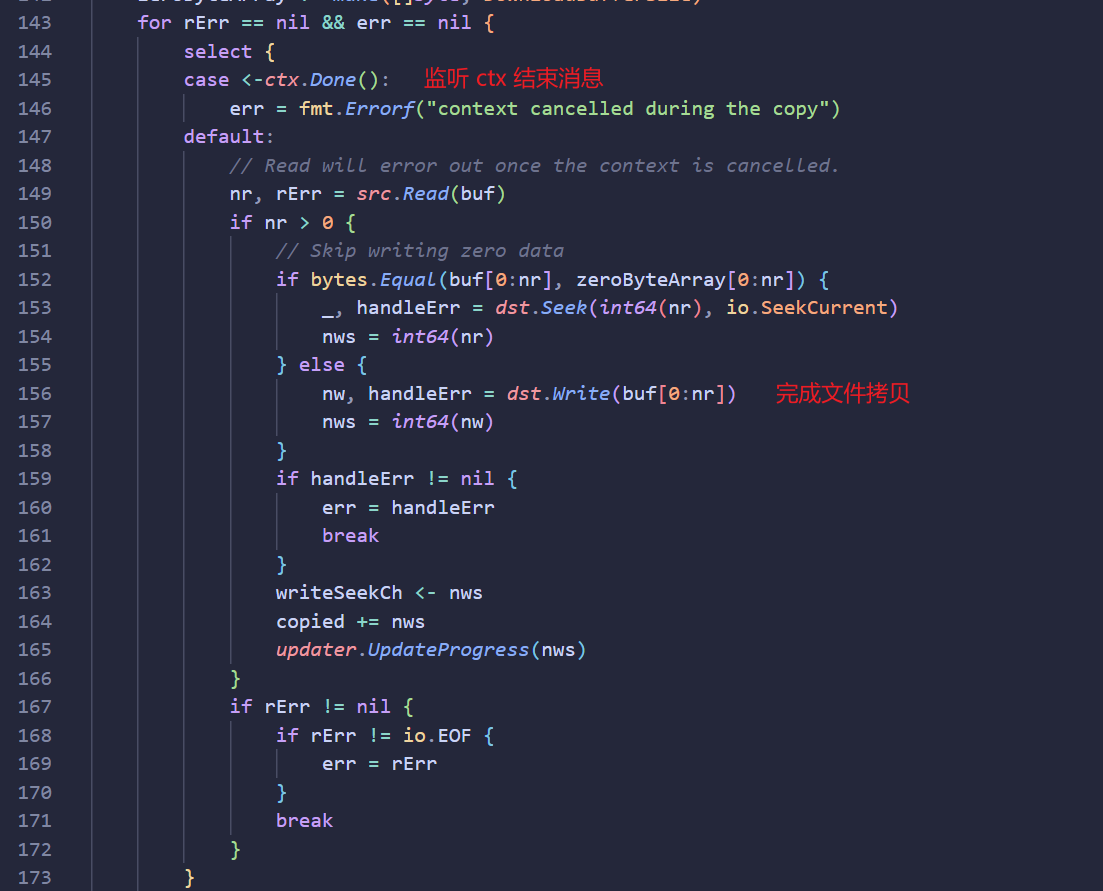 143 for rErr == nil && err == nil {
144 select {
145 case <-ctx.Done(): 监听 ctx 结束消息
146 err = fmt.Errorf("context cancelled during the copy")
147 default:
148 // Read will error out once the context is cancelled.
149 nr, rErr = src.Read(buf)
150 if nr > 0 {
151 // Skip writing zero data
152 if bytes.Equal(buf[0:nr], zeroByteArray[0:nr]) {
153 _, handleErr = dst.Seek(int64(nr), io.SeekCurrent)
154 nws = int64(nr)
155 } else {
156 nw, handleErr = dst.Write(buf[0:nr]) 完成文件拷贝
157 nws = int64(nw)
158 }
159 if handleErr != nil {
160 err = handleErr
161 break
162 }
163 writeSeekCh <- nws
164 copied += nws
165 updater.UpdateProgress(nws)
166 }
167 if rErr != nil {
168 if rErr != io.EOF {
169 err = rErr
170 }
171 break
172 }
173 }